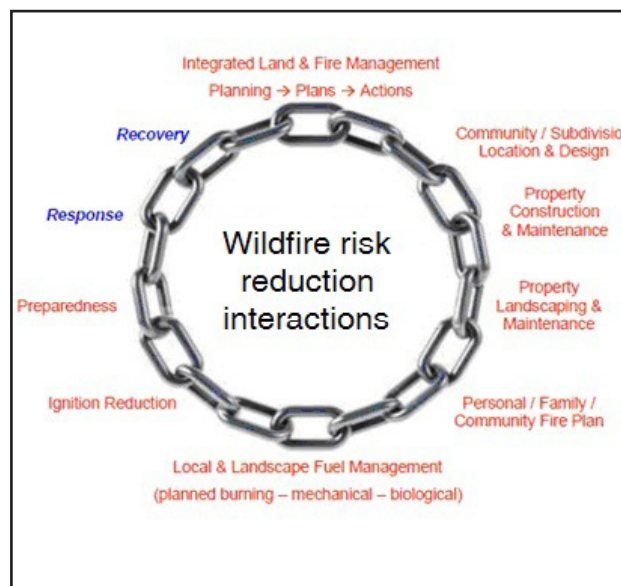 Integrated Land & Fire Management
Planning → Plans → Actions
Recovery
Community / Subdivisio
Location & Design
Response
Property
Construction
& Maintenance
Wildfire risk
reduction
interactions
Preparedness
Property
Landscaping &
Maintenance
Ignition Reduction
Personal / Family /
Community Fire Plan
Local & Landscape Fuel Management
(planned burning – mechanical – biological)